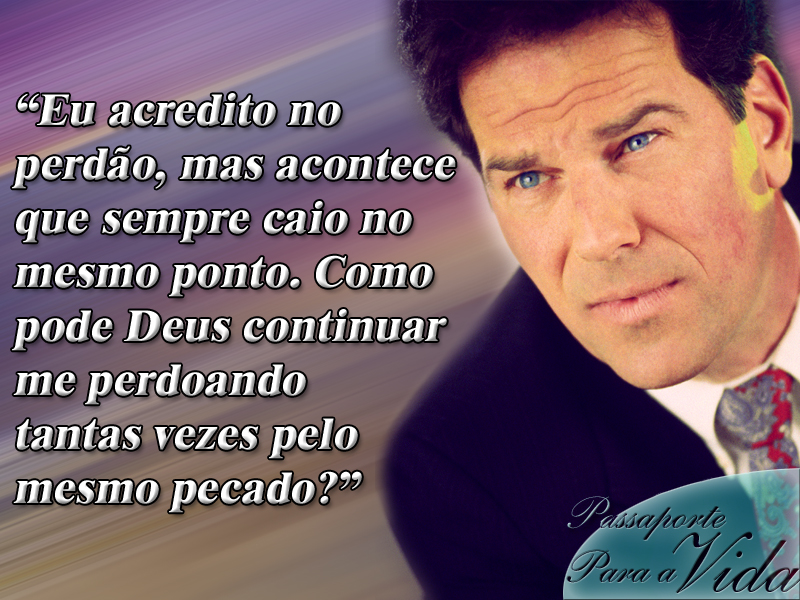 “Eu acredito no
perdão, mas acontece
que sempre caio no
mesmo ponto. Como
pode Deus continuar
me perdoando
tantas vezes pelo
mesmo pecado?”
Passaporte
Para a Vida